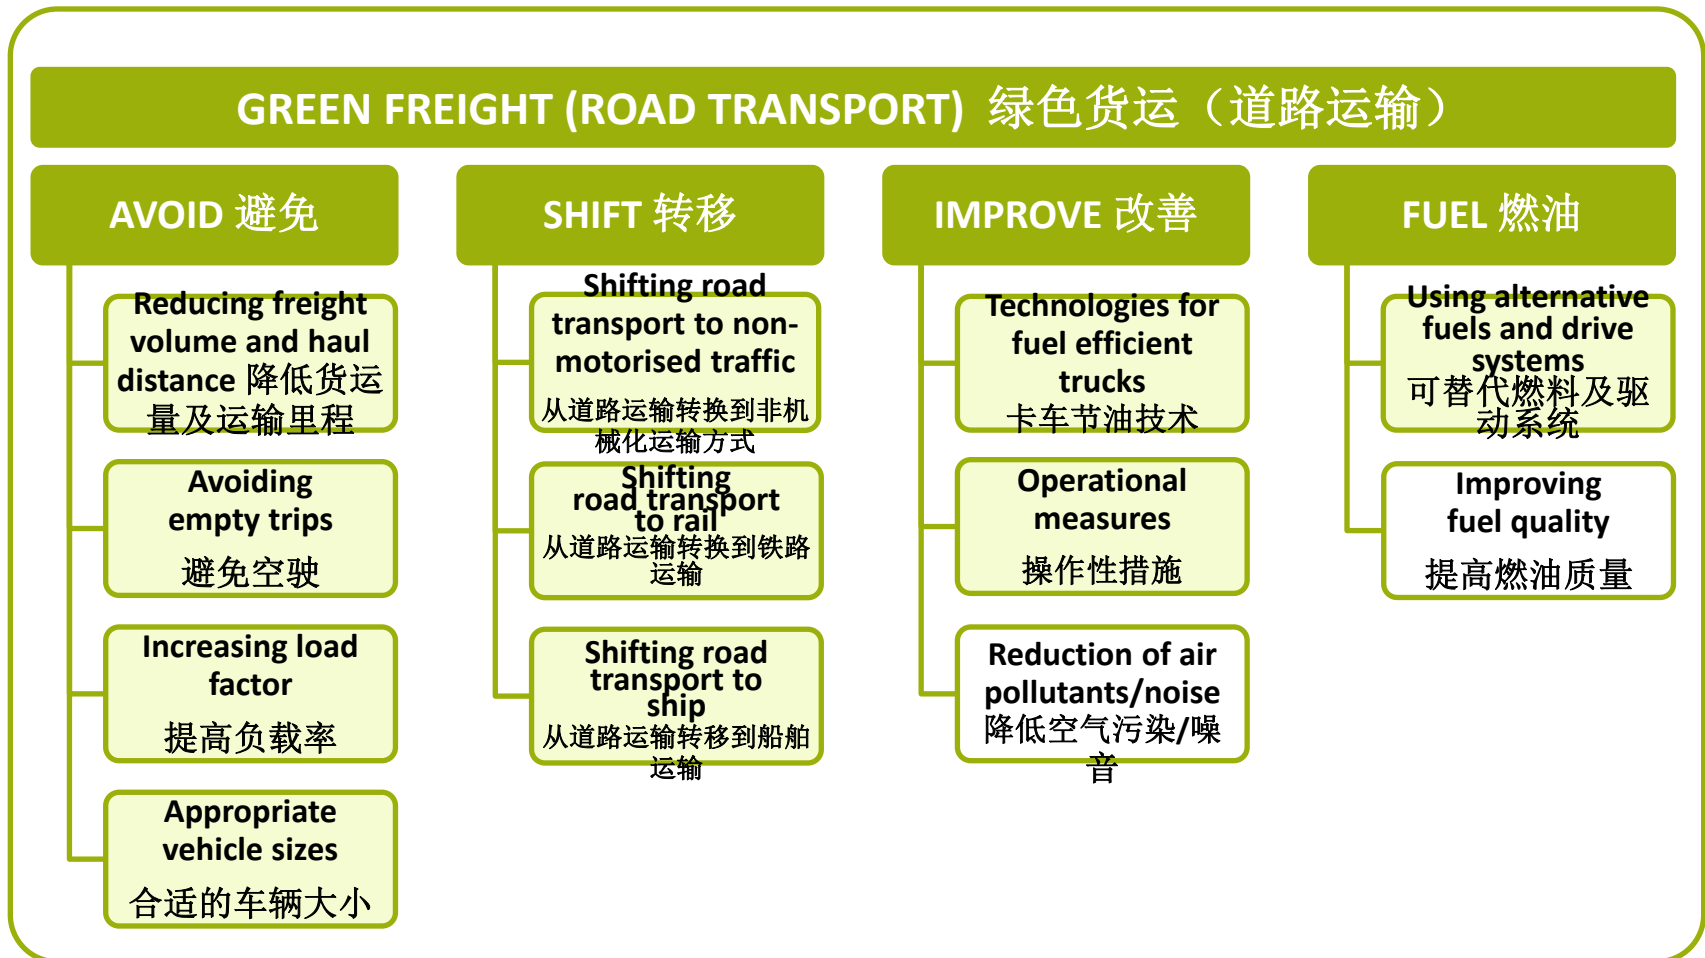 GREEN FREIGHT (ROAD TRANSPORT) 绿色货运（道路运输）
AVOID 避免
Reducing freight
volume and haul
distance 降低货运
量及运输里程
Avoiding
empty trips
避免空驶
Increasing load
factor
提高负载率
Appropriate
vehicle sizes
合适的车辆大小
SHIFT 转移
Shifting road
transport to non-
motorised traffic
从道路运输转换到非机
械化运输方式
Shifting
road transport
to rail
从道路运输转换到铁路
运输
Shifting road
transport to
ship
从道路运输转移到船舶
运输
IMPROVE 改善
Technologies for
fuel efficient
trucks
卡车节油技术
Operational
measures
操作性措施
Reduction of air
pollutants/noise
降低空气污染/噪
音
FUEL 燃油
Using alternative
fuels and drive
systems
可替代燃料及驱
动系统
Improving
fuel quality
提高燃油质量